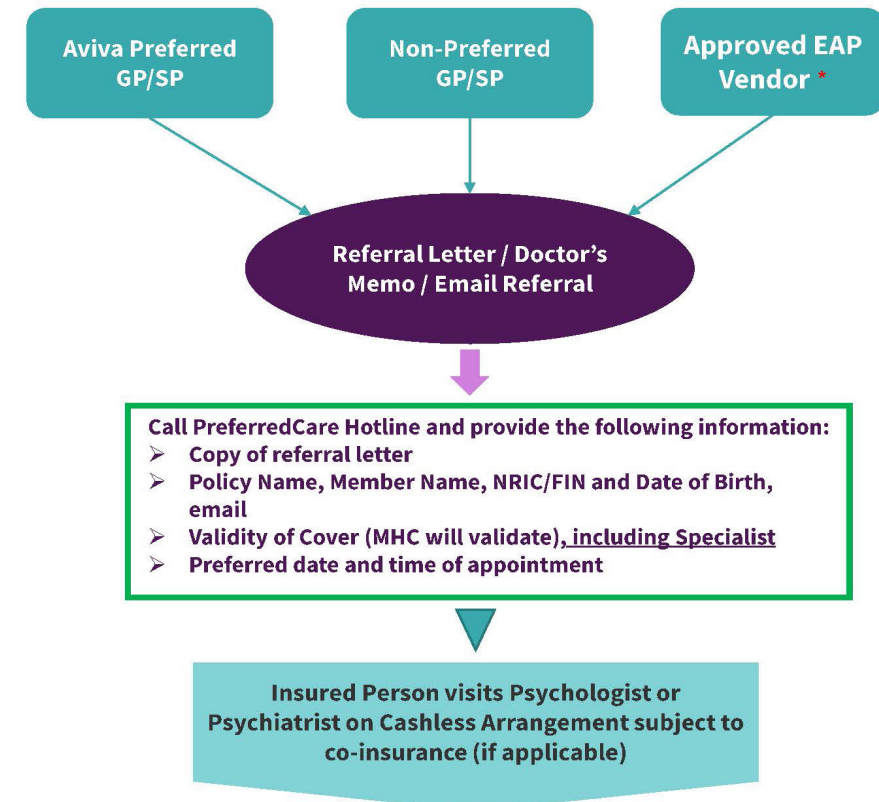 Aviva Preferred
GP/SP
Non-Preferred
GP/SP
Approved EAP
Vendor *
Referral Letter / Doctor's
Memo / Email Referral
Call PreferredCare Hotline and provide the following information:
➢ Copy of referral letter
➢ Policy Name, Member Name, NRIC/FIN and Date of Birth,
email
➢ Validity of Cover (MHC will validate), including Specialist
➢ Preferred date and time of appointment
Insured Person visits Psychologist or
Psychiatrist on Cashless Arrangement subject to
co-insurance (if applicable)